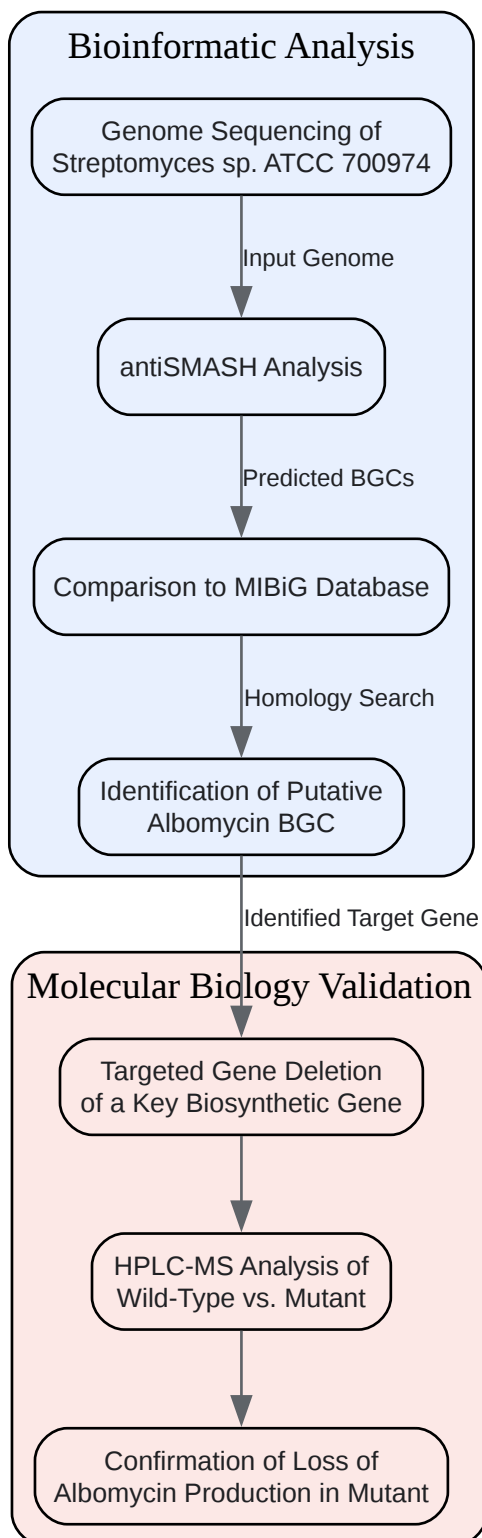 Bioinformatic Analysis
Genome Sequencing of
Streptomyces sp. ATCC 700974
Input Genome
antiSMASH Analysis
Predicted BGCs
Comparison to MIBiG Database
Homology Search
Identification of Putative
Albomycin BGC
Identified Target Gene
Molecular Biology Validation
Targeted Gene Deletion
of a Key Biosynthetic Gene
HPLC-MS Analysis of
Wild-Type vs. Mutant
Confirmation of Loss of
Albomycin Production in Mutant